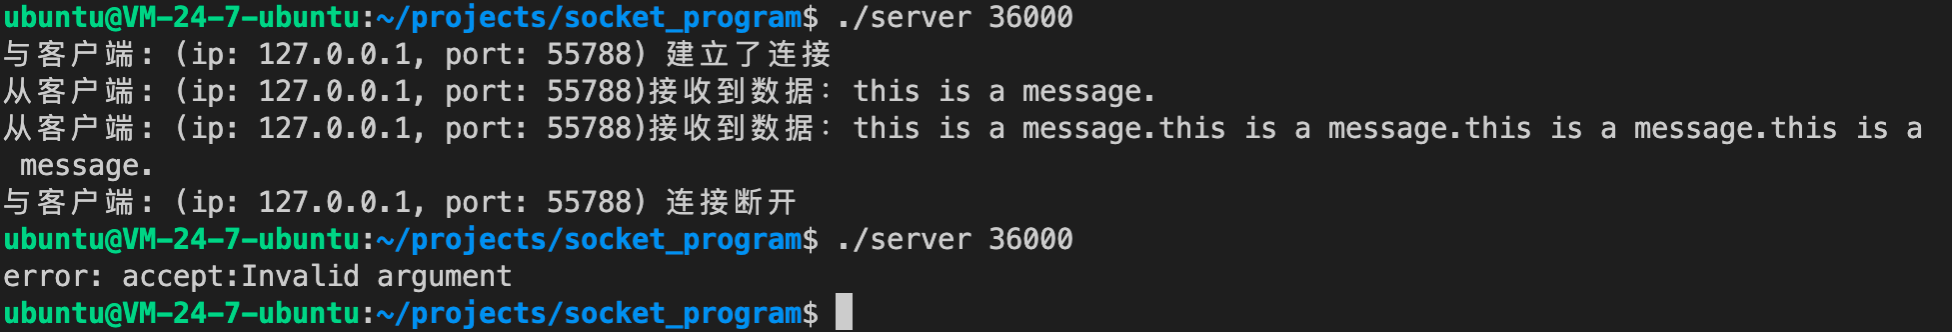 ubuntu@VM-24-7-ubuntu:~/projects/socket_program$ ./server 36000
与客户端：(ip: 127.0.0.1, port: 55788) 建立了连接
从客户端：(ip: 127.0.0.1, port: 55788)接收到数据：this is a message.
从客户端：(ip: 127.0.0.1, port: 55788)接收到数据：this is a message.this is a message.this is a message.this is a
 message.
与客户端：(ip: 127.0.0.1, port: 55788) 连接断开
ubuntu@VM-24-7-ubuntu:~/projects/socket_program$ ./server 36000
error: accept:Invalid argument
ubuntu@VM-24-7-ubuntu:~/projects/socket_program$